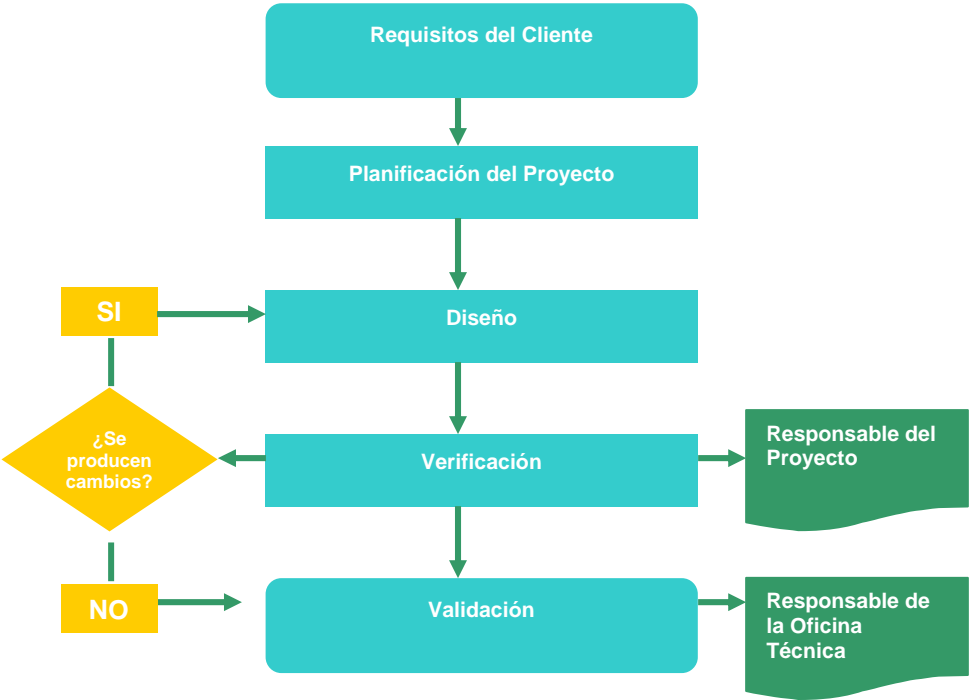 Requisitos del Cliente
Planificación del Proyecto
SI
Diseño
¿Se
producen
cambios?
Verificación
Responsable del
Proyecto
NO
Validación
Responsable de
la Oficina
Técnica